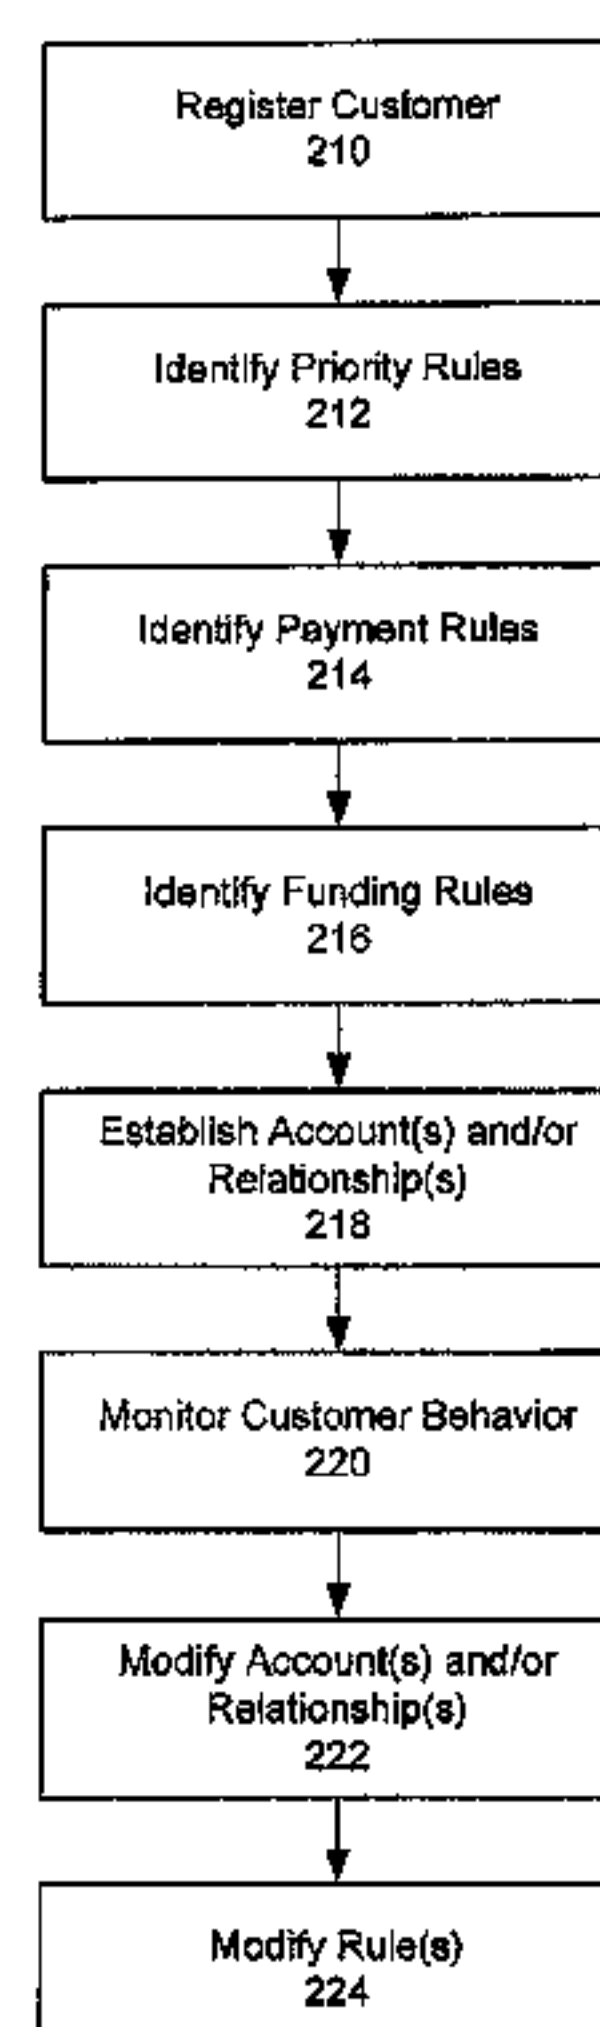 Register Customer
210
Identify Priority Rules
212
Identify Payment Rules
214
Identify Funding Rules
216
Establish Account(s) and/or
Relationship(s)
218
Monitor Customer Behavior
220
Modify Account(s) and/or
Relationship(s)
222
Modify Rule(s)
224